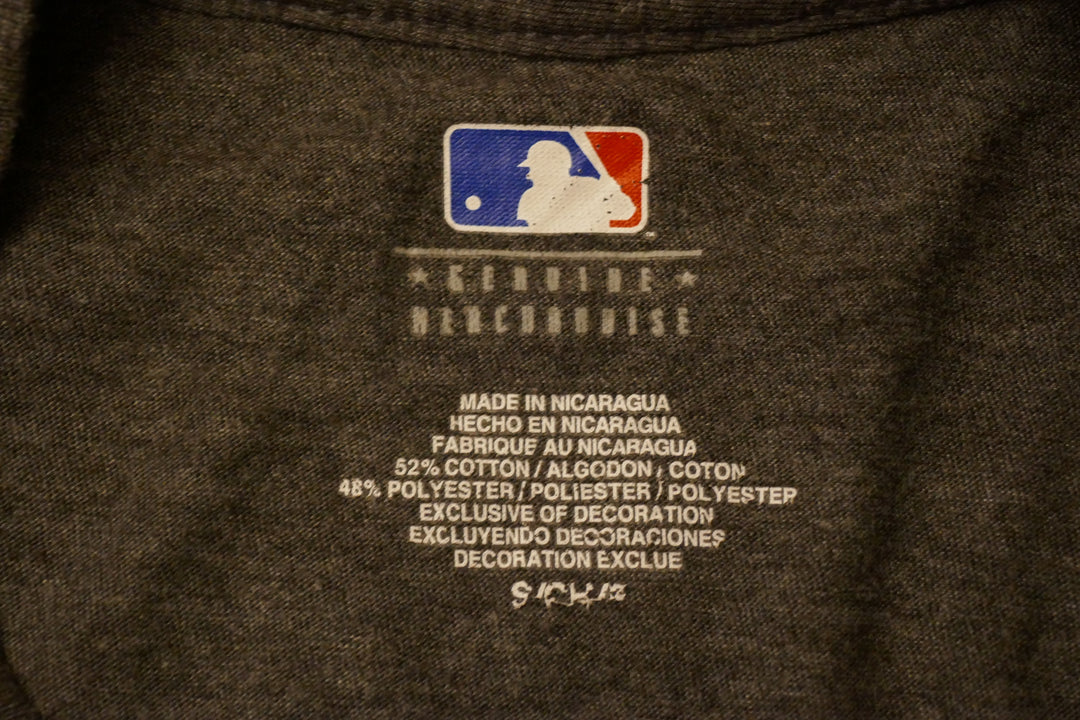 ★ GENUINE ★
MERCHANDISE
MADE IN NICARAGUA
HECHO EN NICARAGUA
FABRIQUE AU NICARAGUA
52% COTTON / ALGODON / COTON
48% POLYESTER / POLIESTER / POLYESTER
EXCLUSIVE OF DECORATION
EXCLUYENDO DECORACIONES
DECORATION EXCLUE